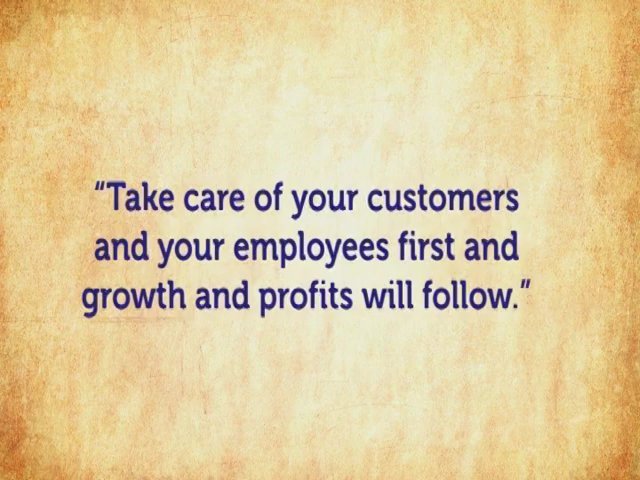 “Take care of your customers
and your employees first and
growth and profits will follow.”